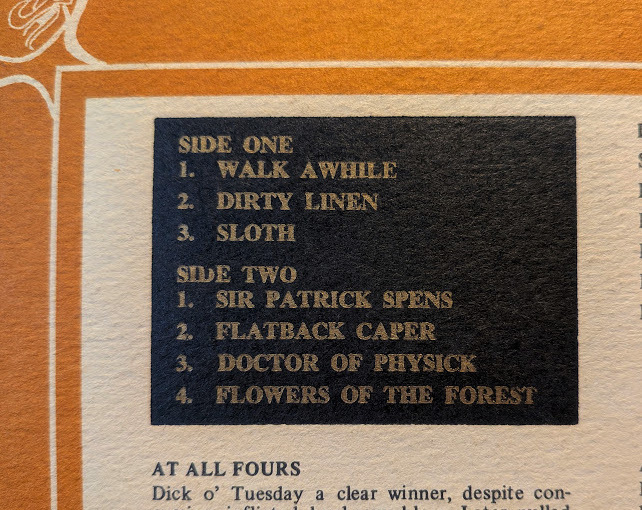 SIDE ONE
1. WALK AWHILE
2. DIRTY LINEN
3. SLOTH
SIDE TWO
1. SIR PATRICK SPENS
2. FLATBACK CAPER
3. DOCTOR OF PHYSICK
4. FLOWERS OF THE FOREST
AT ALL FOURS
Dick o' Tuesday a clear winner, despite con-